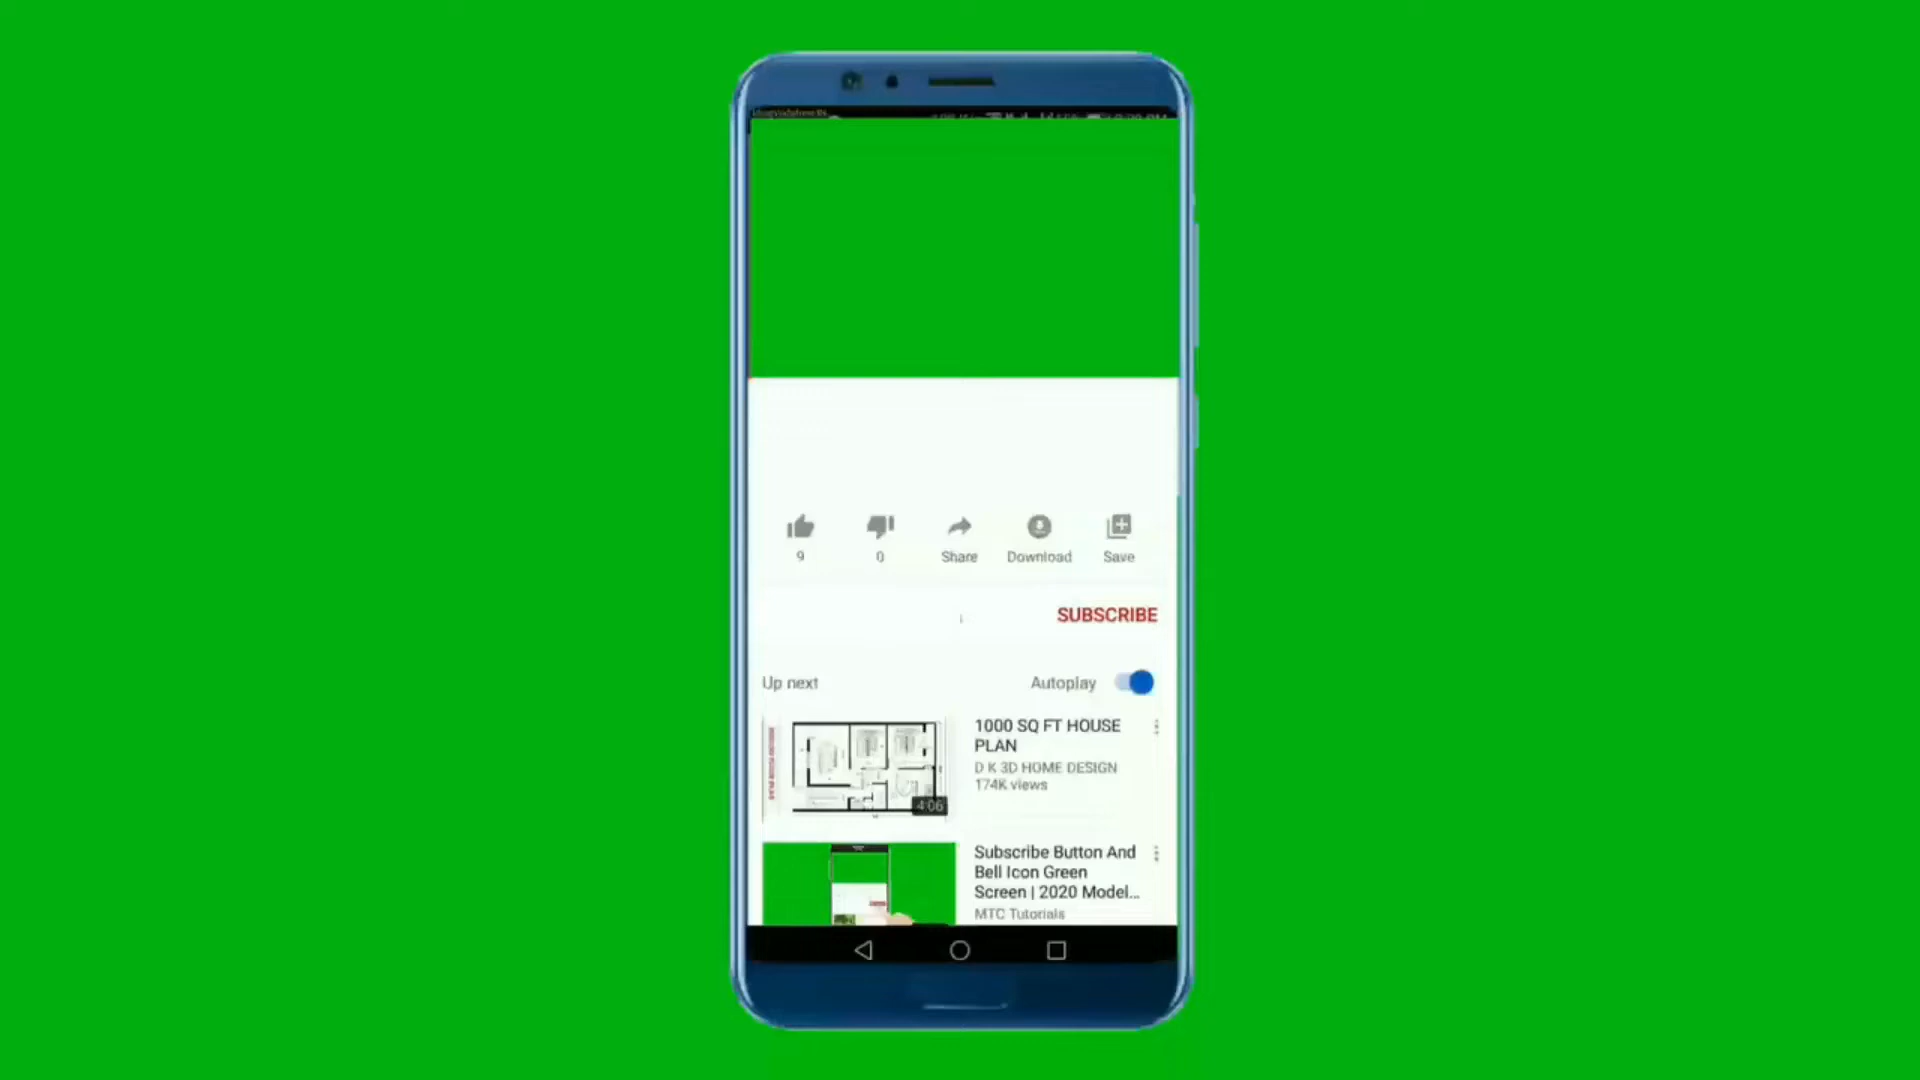 9
0
Share
Download
Save
SUBSCRIBE
Up next
Autoplay
1000 SQ FT HOUSE
PLAN
D K 3D HOME DESIGN
174K views
4:06
Subscribe Button And
Bell Icon Green
Screen | 2020 Model...
MTC Tutorials